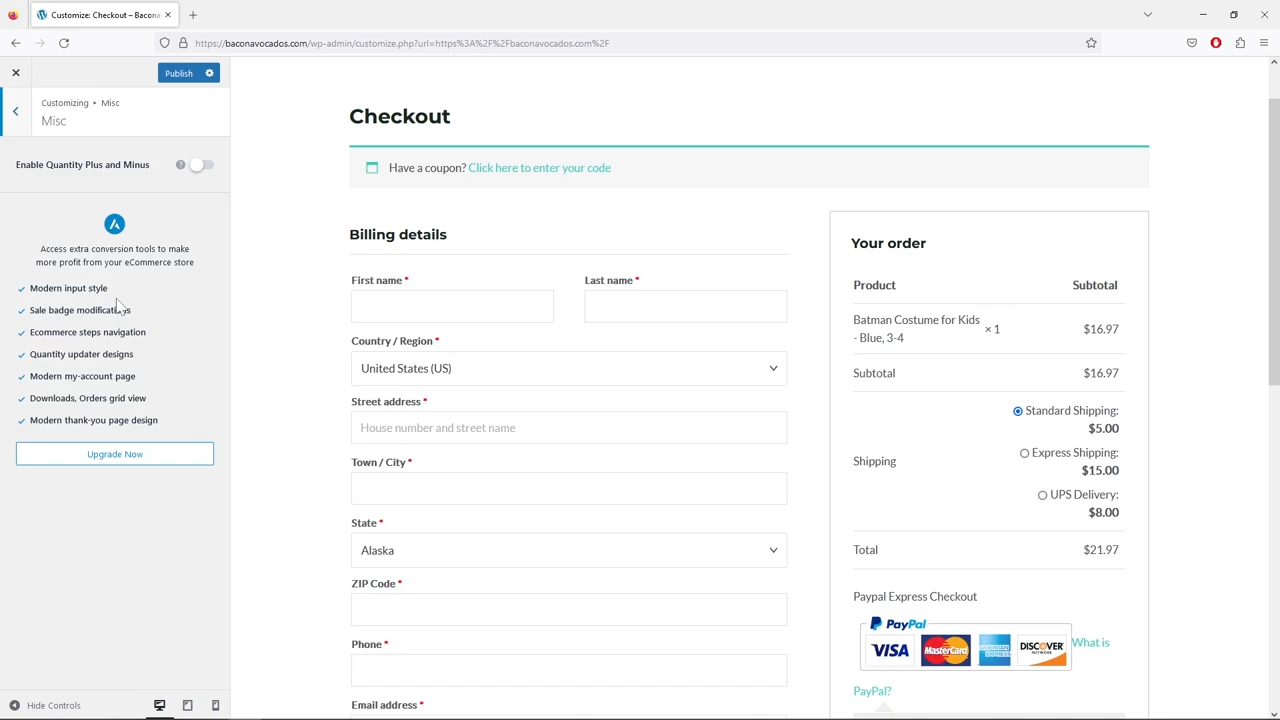 Customize: Checkout – Bacona
https://baconavocados.com/wp-admin/customize.php?url=https%3A%2F%2Fbaconavocados.com%2F
Publish
Customizing ▸ Misc
Misc
Enable Quantity Plus and Minus
Access extra conversion tools to make
more profit from your eCommerce store
Modern input style
Sale badge modifications
Ecommerce steps navigation
Quantity updater designs
Modern my-account page
Downloads, Orders grid view
Modern thank-you page design
Upgrade Now
Hide Controls
Checkout
Have a coupon? Click here to enter your code
Billing details
First name *
Last name *
Country / Region *
United States (US)
Street address *
House number and street name
Town / City *
State *
Alaska
ZIP Code *
Phone *
Email address *
Your order
Product Subtotal
Batman Costume for Kids
- Blue, 3-4
× 1
$16.97
Subtotal $16.97
Shipping
Standard Shipping:
$5.00
Express Shipping:
$15.00
UPS Delivery:
$8.00
Total $21.97
Paypal Express Checkout
PayPal
VISA MasterCard AMERICAN EXPRESS DISCOVER NETWORK
What is
PayPal?